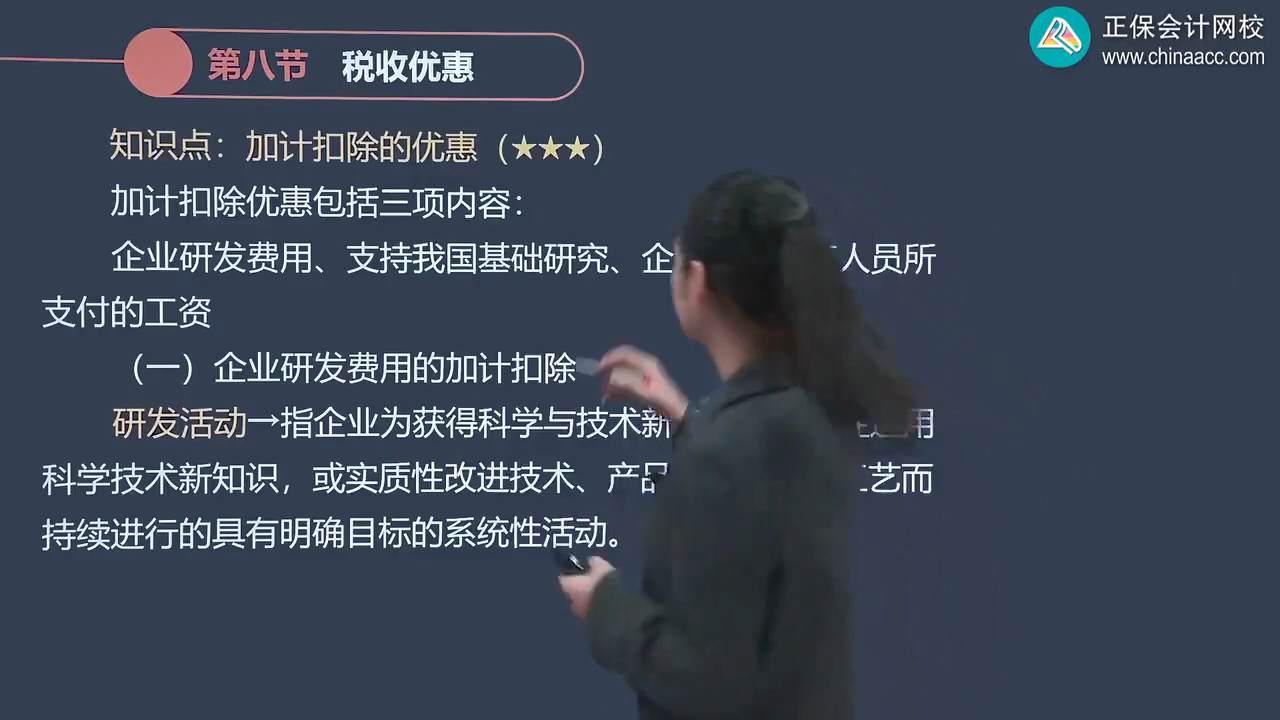 正保会计网校
www.chinaacc.com
第八节 税收优惠
知识点：加计扣除的优惠（★★★）
加计扣除优惠包括三项内容：
企业研发费用、支持我国基础研究、企 人员所
支付的工资
（一）企业研发费用的加计扣除
研发活动→指企业为获得科学与技术新 用
科学技术新知识，或实质性改进技术、产品 工艺而
持续进行的具有明确目标的系统性活动。